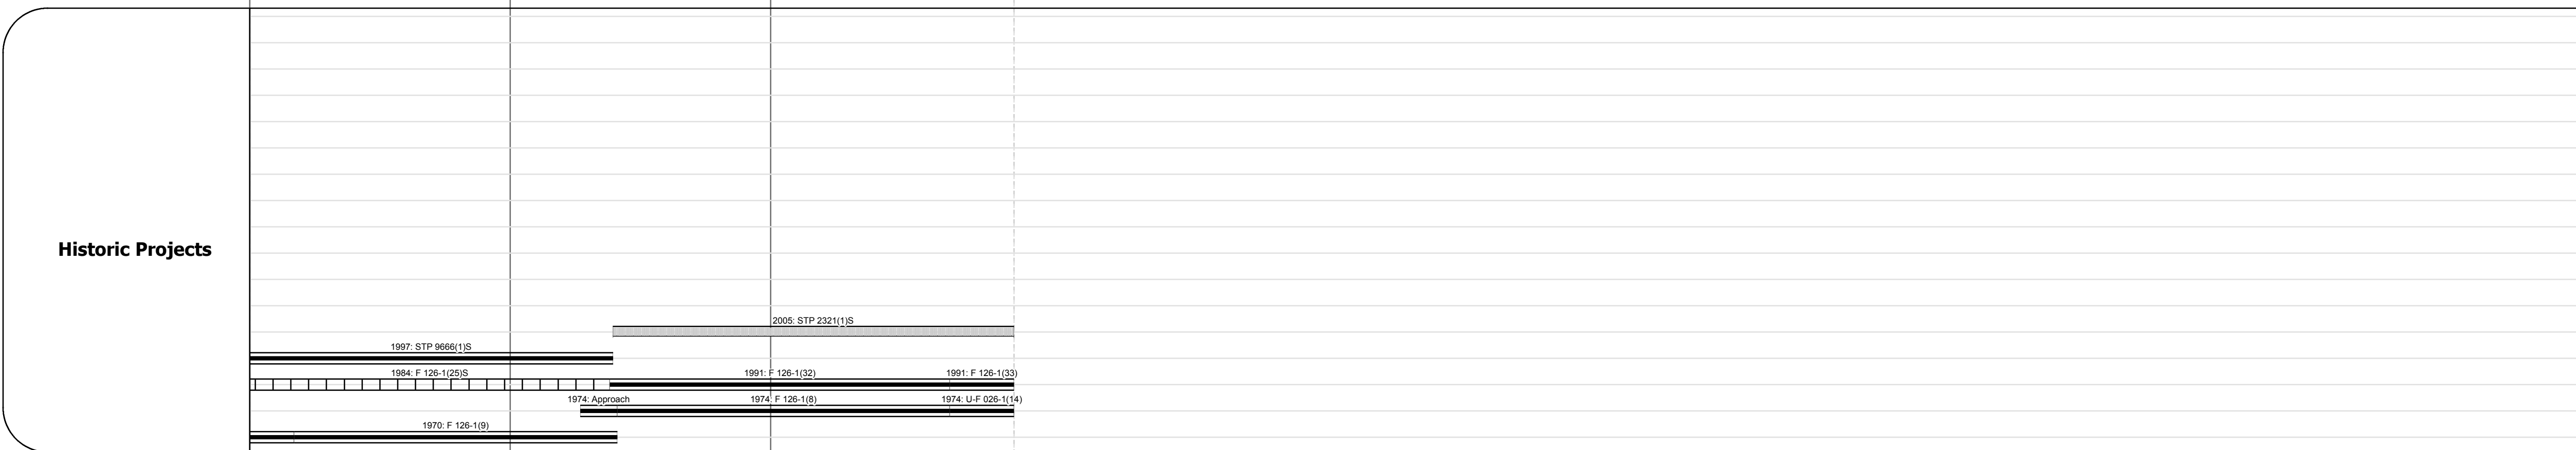 Historic Projects
2005: STP 2321(1)S
1997: STP 9666(1)S
1984: F 126-1(25)S
1991: F 126-1(32)
1991: F 126-1(33)
1974: Approach
1974: F 126-1(8)
1974: U-F 026-1(14)
1970: F 126-1(9)